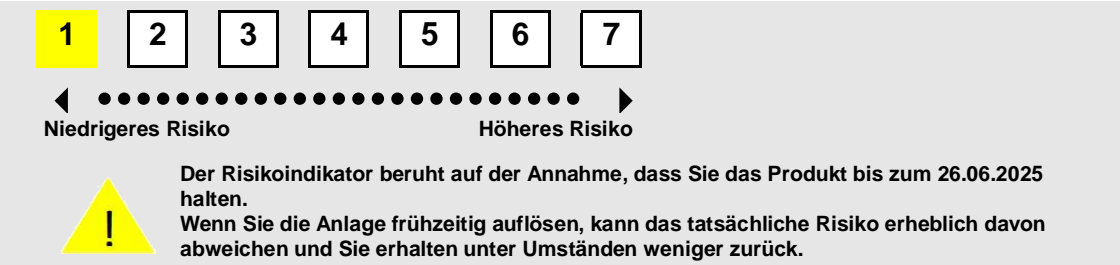 1 2 3 4 5 6 7
Niedrigeres Risiko Höheres Risiko
Der Risikoindikator beruht auf der Annahme, dass Sie das Produkt bis zum 26.06.2025
halten.
Wenn Sie die Anlage frühzeitig auflösen, kann das tatsächliche Risiko erheblich davon
abweichen und Sie erhalten unter Umständen weniger zurück.
!